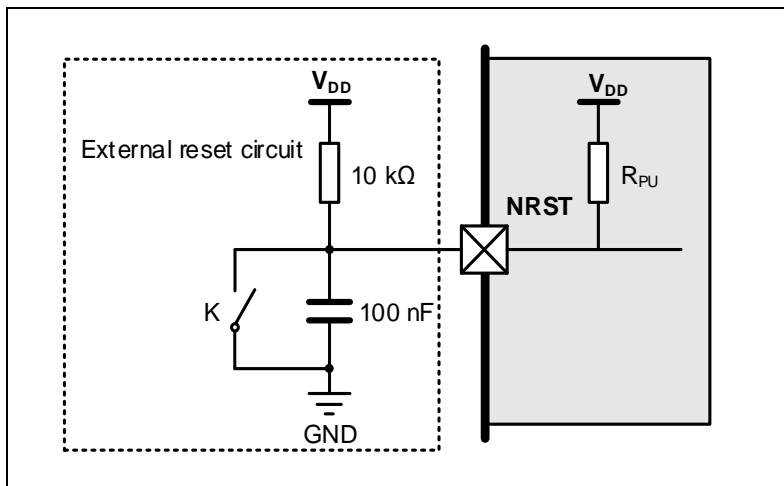 V_DD
External reset circuit
10 kΩ
K
100 nF
GND
NRST
V_DD
R_PU